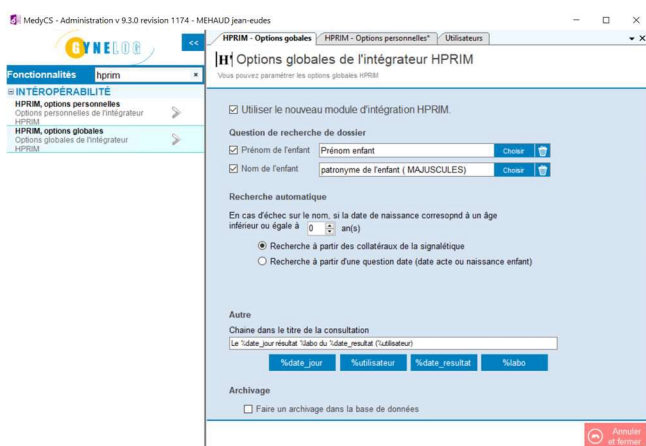 MedyCS - Administration v 9.3.0 revision 1174 - MEHAUD jean-eudes
GYNELOG
<<
Fonctionnalités
hprim
INTÉROPÉRABILITÉ
HPRIM, options personnelles
Options personnelles de l'intégrateur
HPRIM
HPRIM, options globales
Options globales de l'intégrateur
HPRIM
HPRIM - Options gobales
HPRIM - Options personnelles*
Utilisateurs
H' Options globales de l'intégrateur HPRIM
Vous pouvez paramétrer les options globales HPRIM
Utiliser le nouveau module d'intégration HPRIM.
Question de recherche de dossier
Prénom de l'enfant
Prénom enfant
Choisir
Nom de l'enfant
patronyme de l'enfant ( MAJUSCULES)
Choisir
Recherche automatique
En cas d'échec sur le nom, si la date de naissance corresopnd à un âge
inférieur ou égale à 0 an(s)
Recherche à partir des collatéraux de la signalétique
Recherche à partir d'une question date (date acte ou naissance enfant)
Autre
Chaine dans le titre de la consultation
Le %date_jour résultat %labo du %date_resultat (%utilisateur)
%date_jour
%utilisateur
%date_resultat
%labo
Archivage
Faire un archivage dans la base de données
Annuler
et fermer